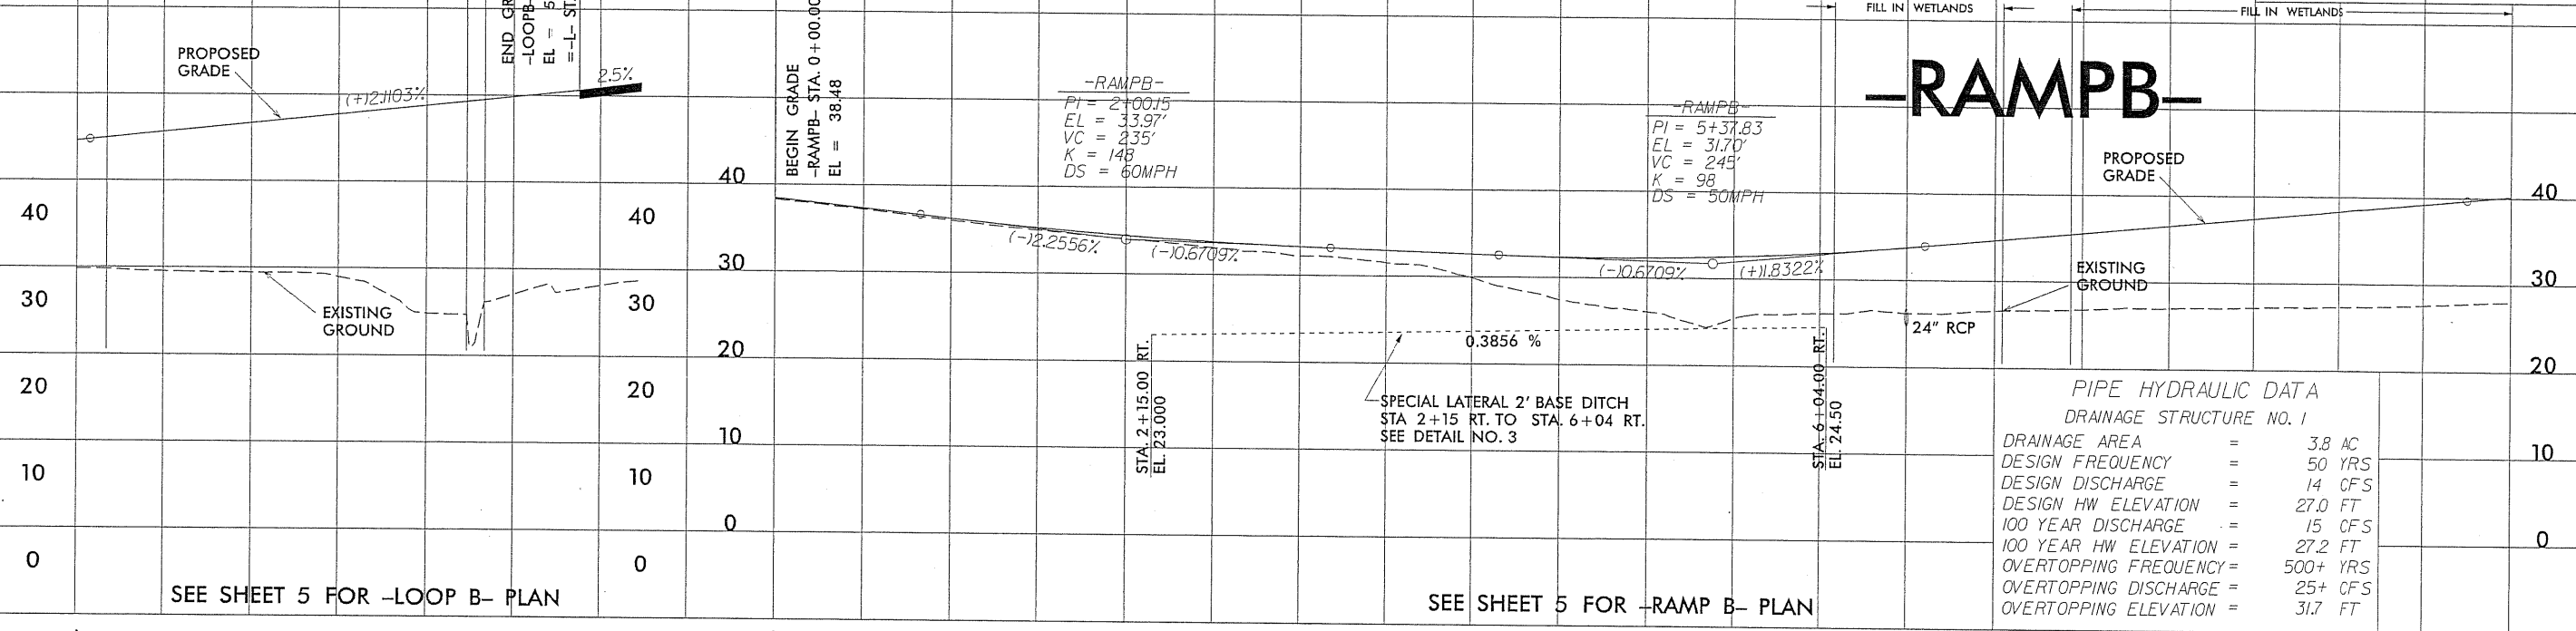 PROPOSED
GRADE
(+)2.1103%
END GR
-LOOPB-
EL = 5
=-L- ST
2.5%
40
30
20
10
0
EXISTING
GROUND
40
30
20
10
0
SEE SHEET 5 FOR -LOOP B- PLAN
40
30
20
10
0
BEGIN GRADE
-RAMPB- STA. 0+00.00
EL = 38.48
-RAMPB-
PI = 2+00.15
EL = 33.97'
VC = 235'
K = 148
DS = 60MPH
(-)2.2556%
(-)0.6709%
-RAMPB-
PI = 5+37.83
EL = 31.70'
VC = 245'
K = 98
DS = 50MPH
(-)0.6709%
(+)1.8322%
FILL IN WETLANDS
FILL IN WETLANDS
-RAMPB-
PROPOSED
GRADE
EXISTING
GROUND
24" RCP
STA. 2+15.00 RT.
EL. 23.000
0.3856 %
SPECIAL LATERAL 2' BASE DITCH
STA 2+15 RT. TO STA. 6+04 RT.
SEE DETAIL NO. 3
STA. 6+04.00 RT.
EL. 24.50
40
30
20
10
0
PIPE HYDRAULIC DATA
DRAINAGE STRUCTURE NO. 1
DRAINAGE AREA = 3.8 AC
DESIGN FREQUENCY = 50 YRS
DESIGN DISCHARGE = 14 CFS
DESIGN HW ELEVATION = 27.0 FT
100 YEAR DISCHARGE = 15 CFS
100 YEAR HW ELEVATION = 27.2 FT
OVERTOPPING FREQUENCY = 500+ YRS
OVERTOPPING DISCHARGE = 25+ CFS
OVERTOPPING ELEVATION = 31.7 FT
SEE SHEET 5 FOR -RAMP B- PLAN